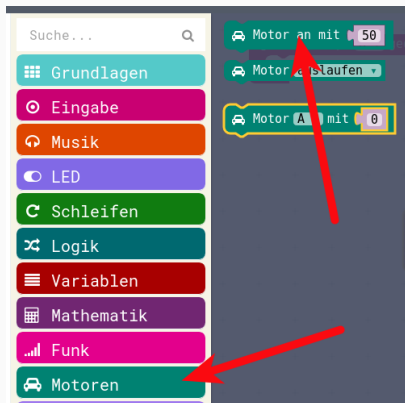 Suche...
Grundlagen
Eingabe
Musik
LED
Schleifen
Logik
Variablen
Mathematik
Funk
Motoren
Motor an mit 50
Motor auslaufen
Motor A mit 0